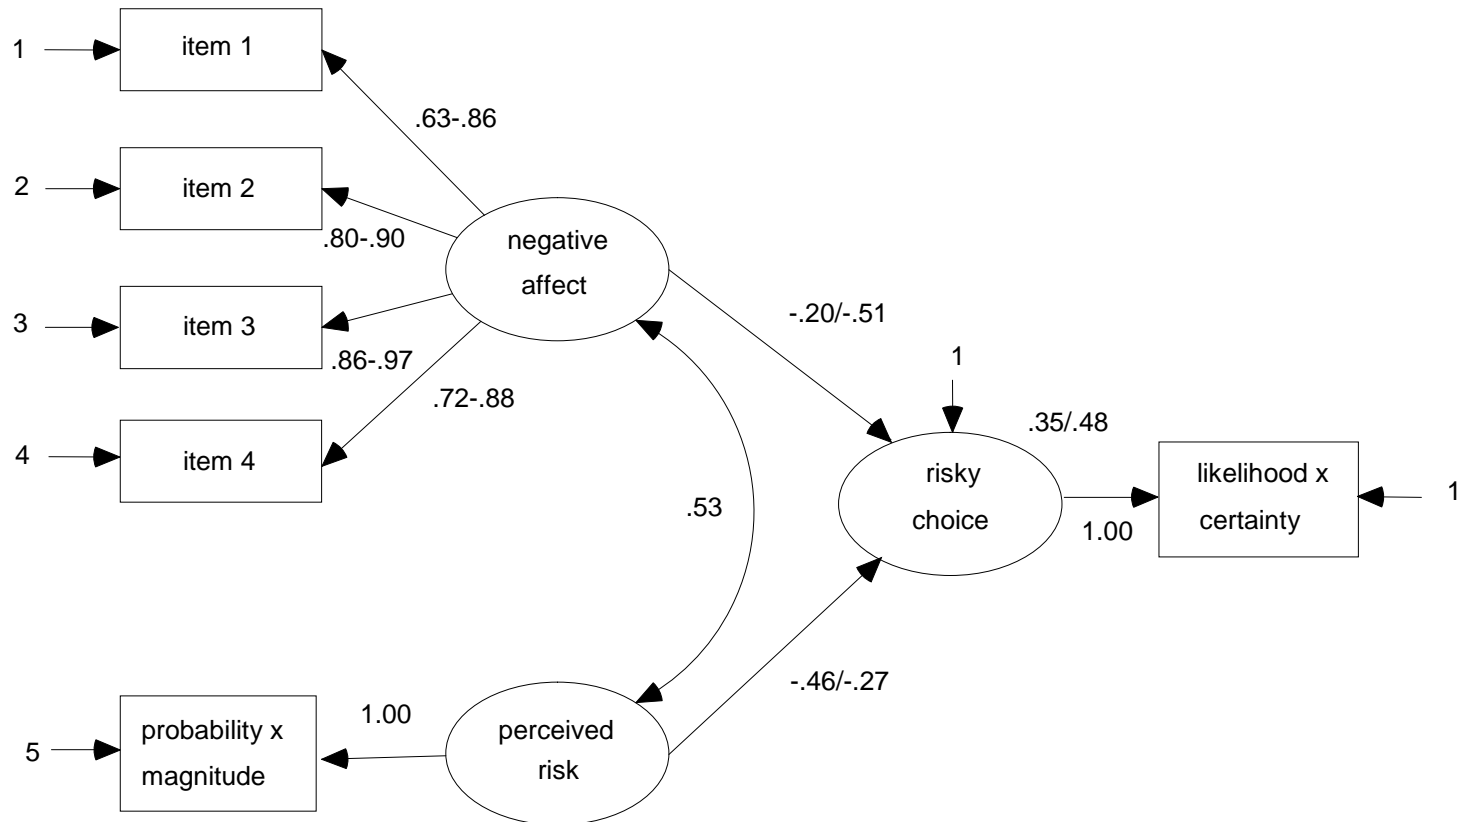 1
item 1
.63-.86
2
item 2
.80-.90
negative
affect
3
item 3
.86-.97
-.20/-.51
.72-.88
1
4
item 4
.35/.48
risky
choice
likelihood x
certainty
1
.53
1.00
-.46/-.27
5
probability x
magnitude
1.00
perceived
risk